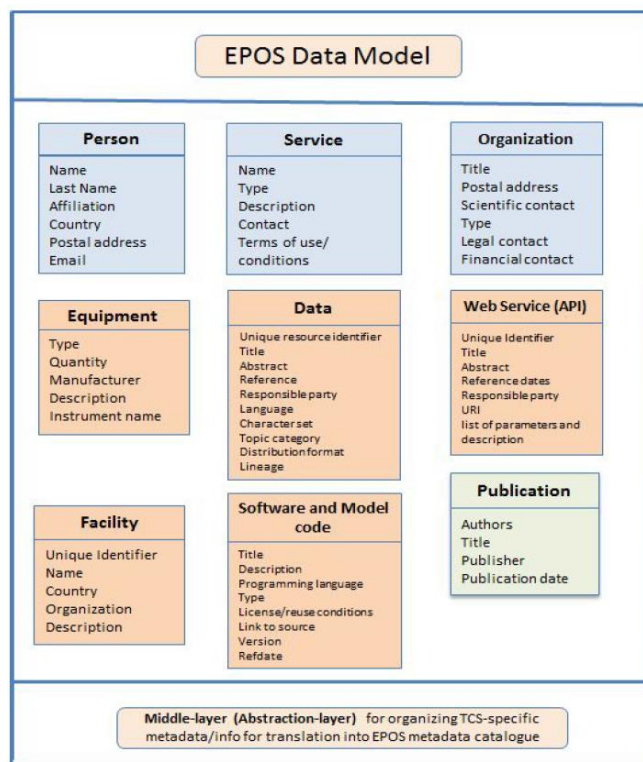 EPOS Data Model
Person
Name
Last Name
Affiliation
Country
Postal address
Email
Service
Name
Type
Description
Contact
Terms of use/
conditions
Organization
Title
Postal address
Scientific contact
Type
Legal contact
Financial contact
Equipment
Type
Quantity
Manufacturer
Description
Instrument name
Data
Unique resource identifier
Title
Abstract
Reference
Responsible party
Language
Character set
Topic category
Distribution format
Lineage
Web Service (API)
Unique Identifier
Title
Abstract
Reference dates
Responsible party
URI
list of parameters and
description
Facility
Unique Identifier
Name
Country
Organization
Description
Software and Model
code
Title
Description
Programming language
Type
License/reuse conditions
Link to source
Version
Refdate
Publication
Authors
Title
Publisher
Publication date
Middle-layer (Abstraction-layer) for organizing TCS-specific
metadata/info for translation into EPOS metadata catalogue